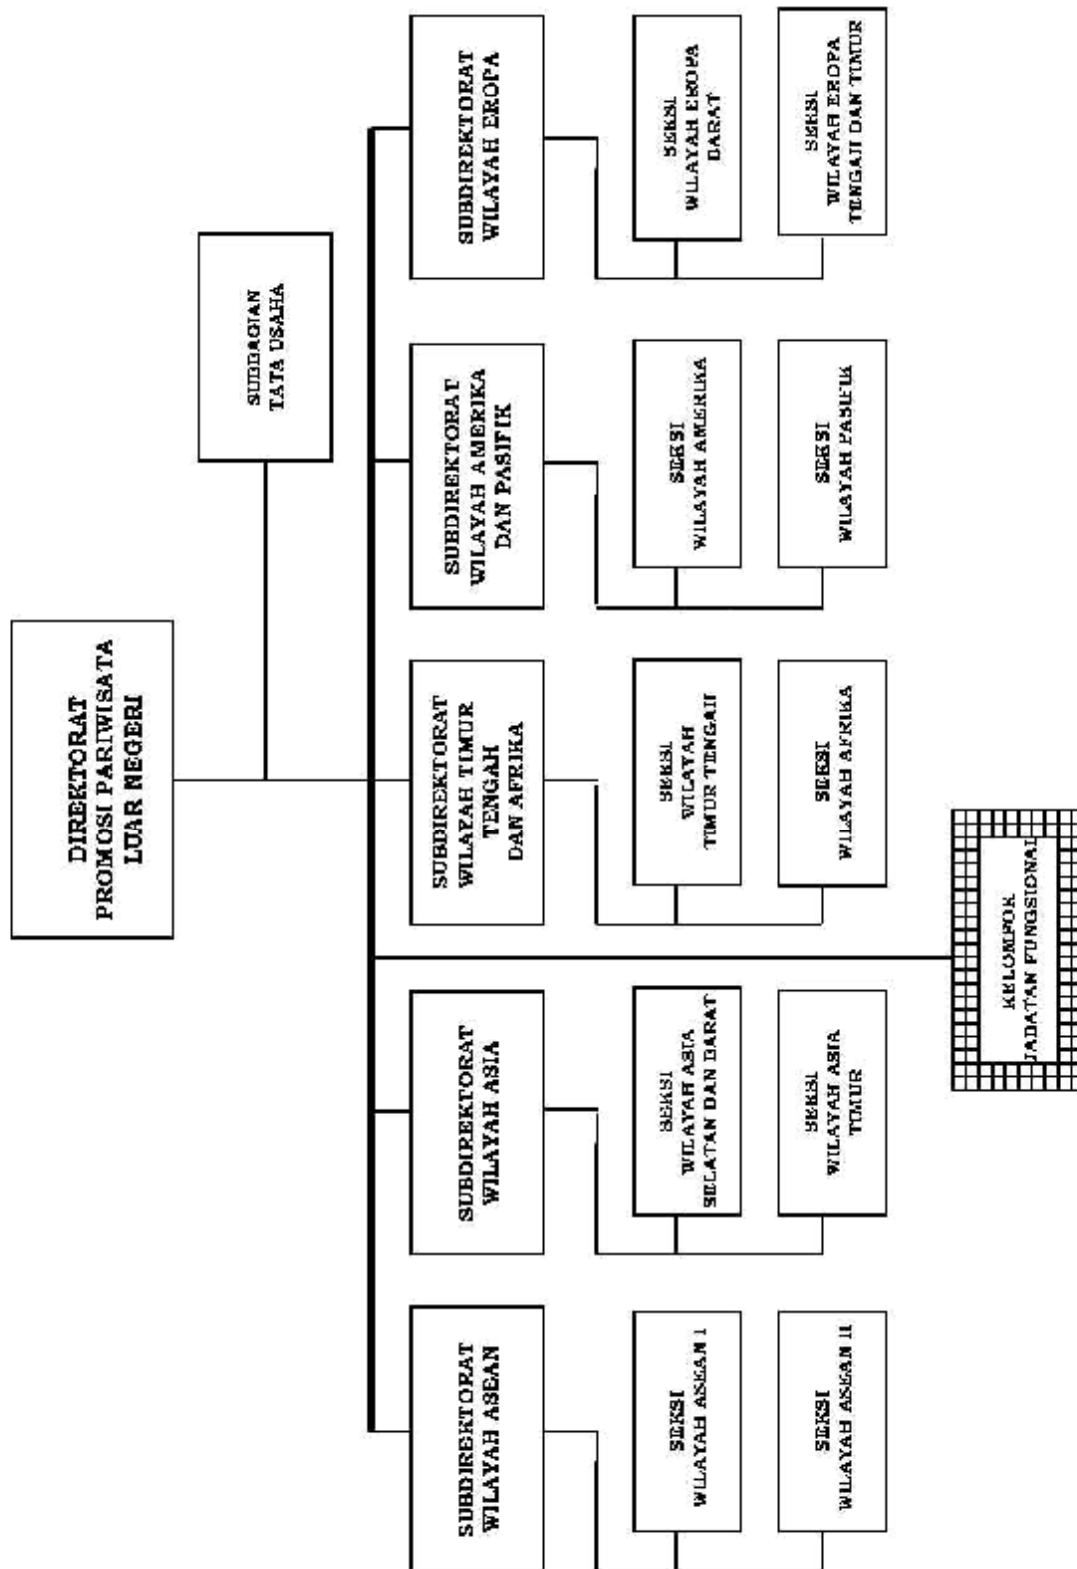 DIREKTORAT
PROMOSI PARIWISATA
LUAR NEGERI
SUBBAGIAN
TATA USAHA
SUBDIREKTORAT
WILAYAH ASEAN
SUBDIREKTORAT
WILAYAH ASIA
SUBDIREKTORAT
WILAYAH TIMUR
TENGAH
DAN AFRIKA
SUBDIREKTORAT
WILAYAH AMERIKA
DAN PASIFIK
SUBDIREKTORAT
WILAYAH EROPA
SEKSI
WILAYAH ASEAN I
SEKSI
WILAYAH ASIA
SELATAN DAN BARAT
SEKSI
WILAYAH
TIMUR TENGAH
SEKSI
WILAYAH AMERIKA
SEKSI
WILAYAH EROPA
BARAT
SEKSI
WILAYAH ASEAN II
SEKSI
WILAYAH ASIA
TIMUR
SEKSI
WILAYAH AFRIKA
SEKSI
WILAYAH PASIFIK
SEKSI
WILAYAH EROPA
TENGAH DAN TIMUR
KELOMPOK
JABATAN FUNGSIONAL